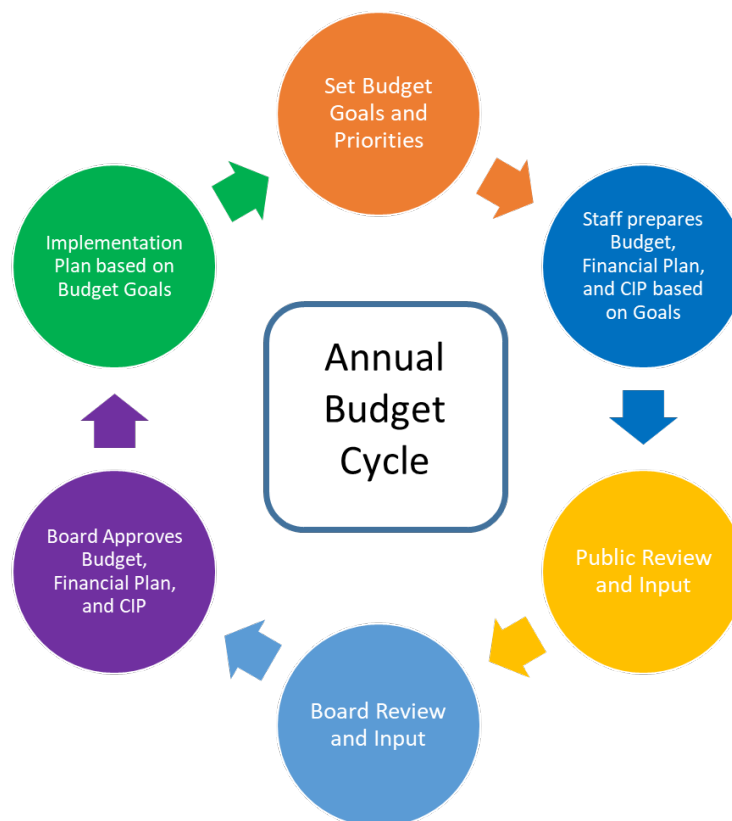 Set Budget
Goals and
Priorities
Staff prepares
Budget,
Financial Plan,
and CIP based
on Goals
Public Review
and Input
Board Review
and Input
Board Approves
Budget,
Financial Plan,
and CIP
Implementation
Plan based on
Budget Goals
Annual
Budget
Cycle